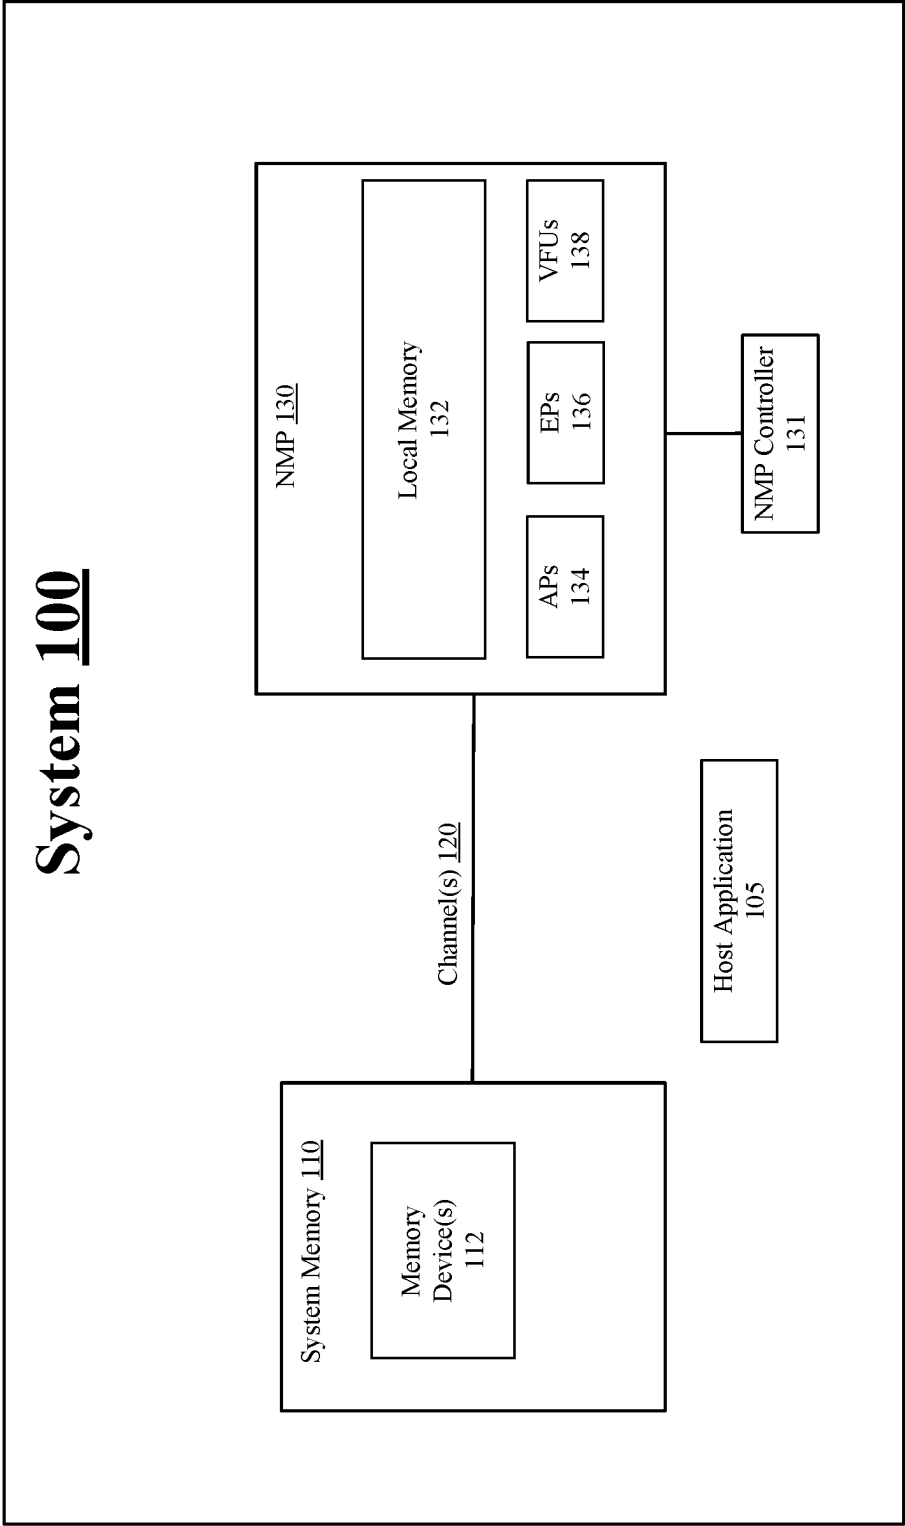 System 100
System Memory 110
Memory
Device(s)
112
Channel(s) 120
NMP 130
Local Memory
132
APs
134
EPs
136
VFUs
138
Host Application
105
NMP Controller
131